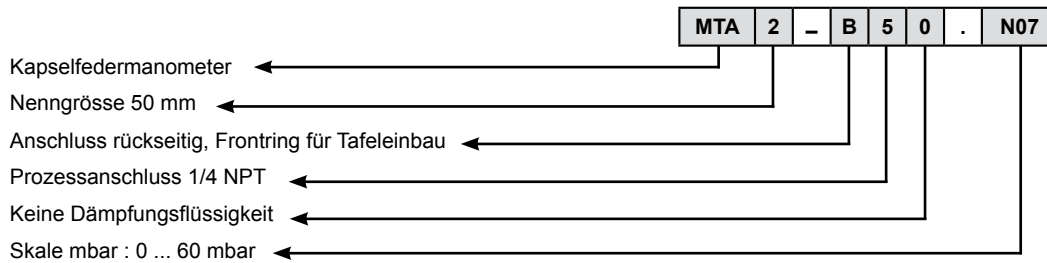 MTA 2 – B 5 0 . N07
Kapselfedermanometer
Nenngrösse 50 mm
Anschluss rückseitig, Frontring für Tafeleinbau
Prozessanschluss 1/4 NPT
Keine Dämpfungsflüssigkeit
Skale mbar : 0 ... 60 mbar